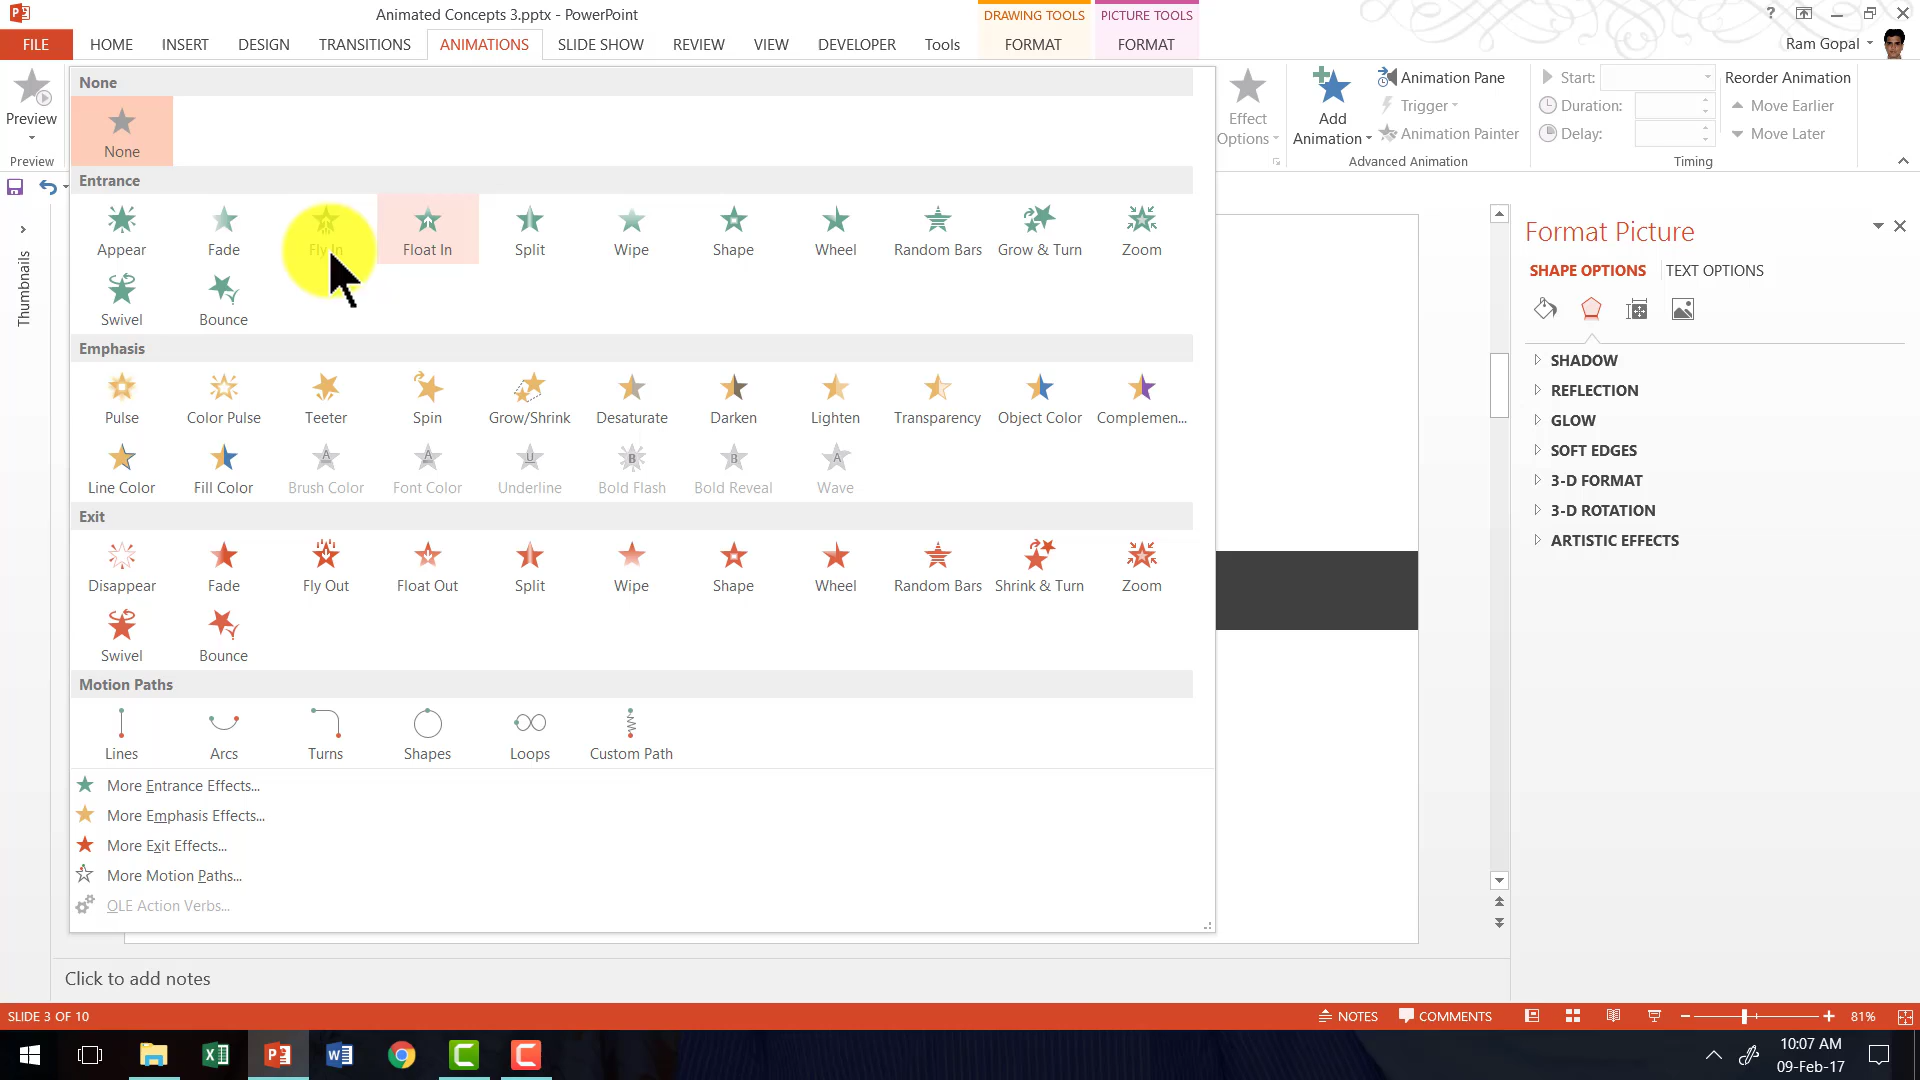 Animated Concepts 3.pptx - PowerPoint
DRAWING TOOLS
PICTURE TOOLS
FILE
HOME
INSERT
DESIGN
TRANSITIONS
ANIMATIONS
SLIDE SHOW
REVIEW
VIEW
DEVELOPER
Tools
FORMAT
FORMAT
Ram Gopal
Preview
Preview
None
None
Entrance
Appear
Fade
Fly In
Float In
Split
Wipe
Shape
Wheel
Random Bars
Grow & Turn
Zoom
Swivel
Bounce
Emphasis
Pulse
Color Pulse
Teeter
Spin
Grow/Shrink
Desaturate
Darken
Lighten
Transparency
Object Color
Complemen...
Line Color
Fill Color
Brush Color
Font Color
Underline
Bold Flash
Bold Reveal
Wave
Exit
Disappear
Fade
Fly Out
Float Out
Split
Wipe
Shape
Wheel
Random Bars
Shrink & Turn
Zoom
Swivel
Bounce
Motion Paths
Lines
Arcs
Turns
Shapes
Loops
Custom Path
More Entrance Effects...
More Emphasis Effects...
More Exit Effects...
More Motion Paths...
OLE Action Verbs...
Effect
Options
Add
Animation
Animation Pane
Trigger
Animation Painter
Advanced Animation
Start:
Duration:
Delay:
Reorder Animation
Move Earlier
Move Later
Timing
Thumbnails
Format Picture
SHAPE OPTIONS
TEXT OPTIONS
SHADOW
REFLECTION
GLOW
SOFT EDGES
3-D FORMAT
3-D ROTATION
ARTISTIC EFFECTS
Click to add notes
SLIDE 3 OF 10
NOTES
COMMENTS
81%
10:07 AM
09-Feb-17